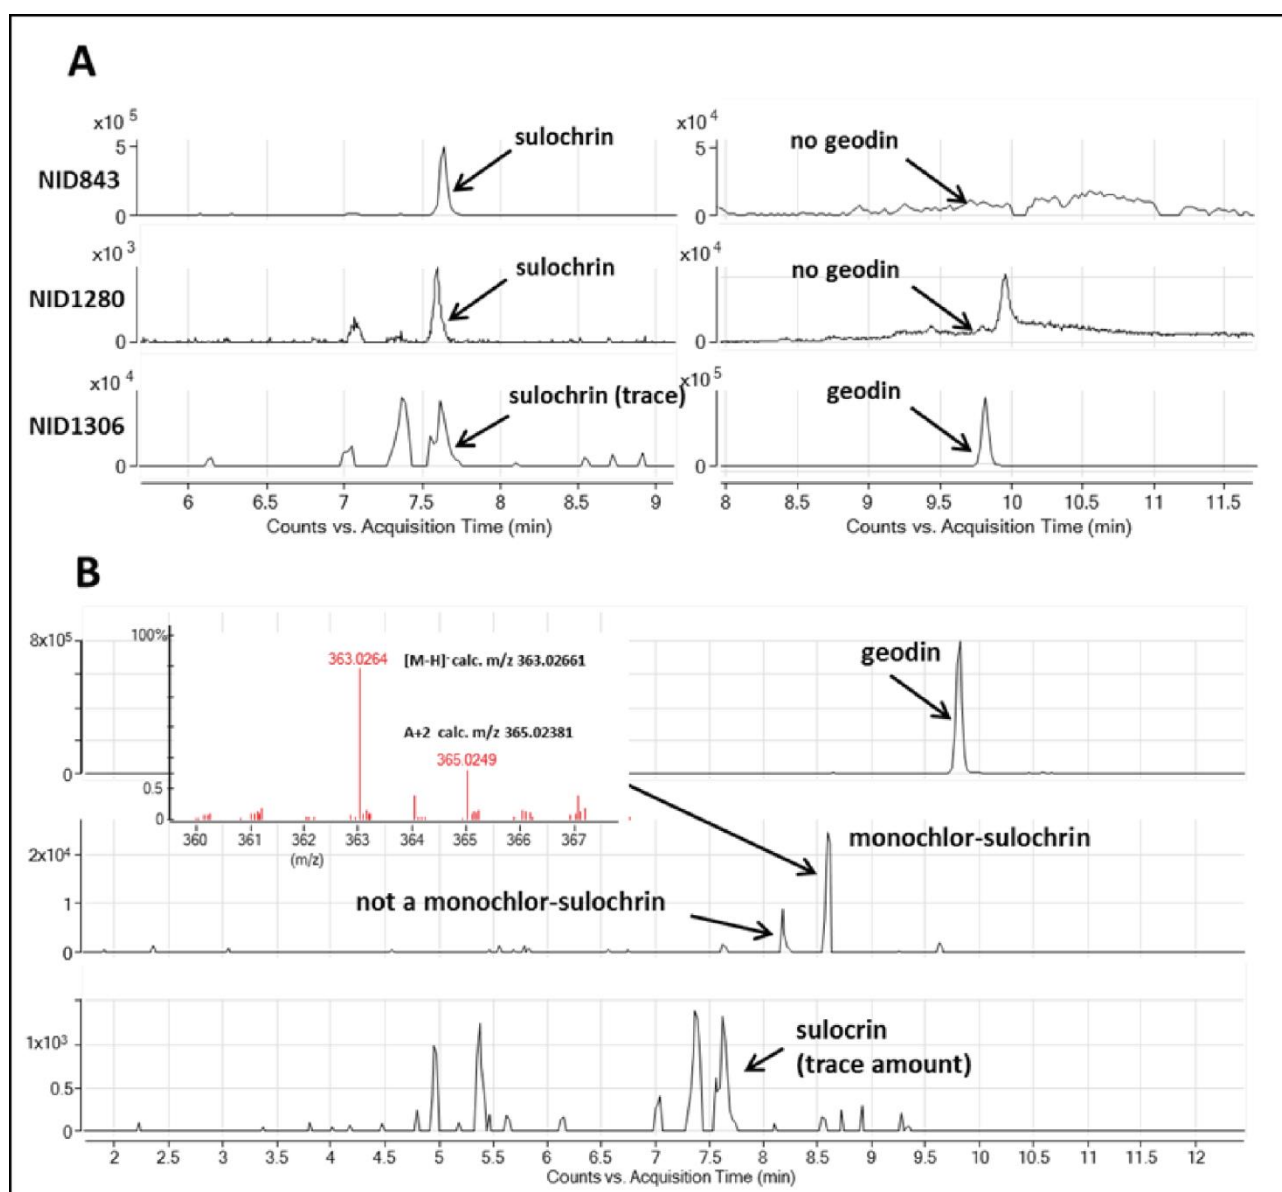 A
x10 5
5
0
NID843
sulochrin
x10 4
5
0
no geodin
x10 3
0
NID1280
sulochrin
x10 4
0
no geodin
x10 4
0
NID1306
sulochrin (trace)
x10 5
0
geodin
6 6.5 7 7.5 8 8.5 9
Counts vs. Acquisition Time (min)
8 8.5 9 9.5 10 10.5 11 11.5
Counts vs. Acquisition Time (min)
B
8x10⁵
0
100%
0.5
0
363.0264
[M-H]⁻ calc. m/z 363.02661
A+2 calc. m/z 365.02381
365.0249
360 361 362 363 364 365 366 367
(m/z)
geodin
2x10⁴
1
0
monochlor-sulochrin
not a monochlor-sulochrin
1x10³
0.5
0
sulocrin
(trace amount)
2 2.5 3 3.5 4 4.5 5 5.5 6 6.5 7 7.5 8 8.5 9 9.5 10 10.5 11 11.5 12
Counts vs. Acquisition Time (min)